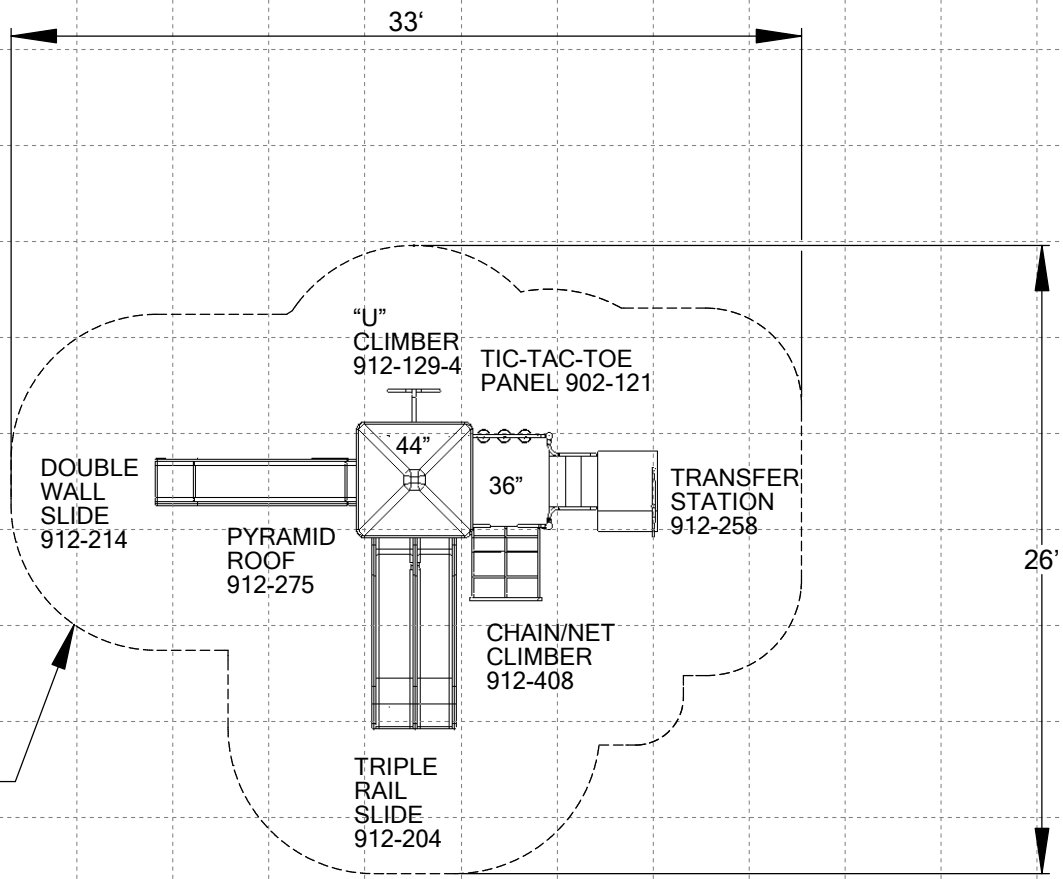 33‘
“U”
CLIMBER
912-129-4
TIC-TAC-TOE
PANEL 902-121
44”
36”
DOUBLE
WALL
SLIDE
912-214
PYRAMID
ROOF
912-275
TRANSFER
STATION
912-258
26’
CHAIN/NET
CLIMBER
912-408
TRIPLE
RAIL
SLIDE
912-204